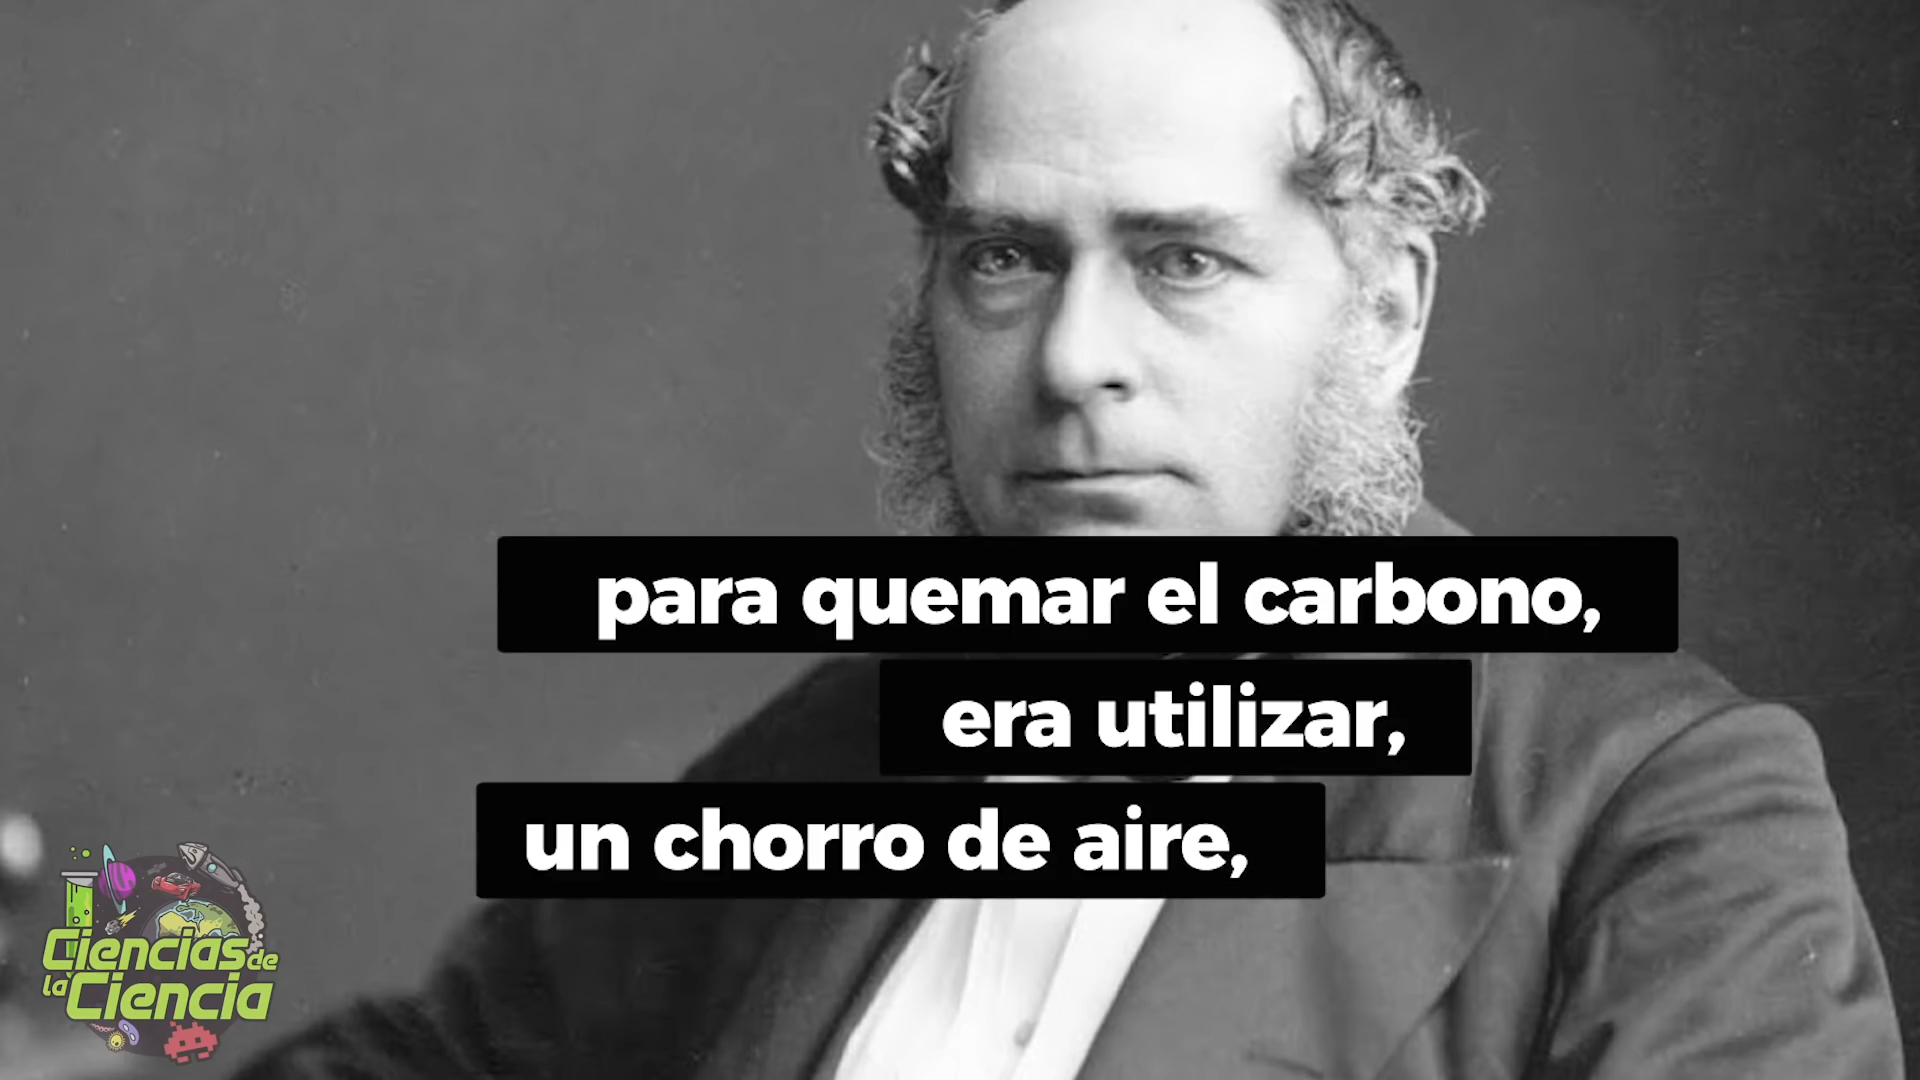 para quemar el carbono,
era utilizar,
un chorro de aire,
Ciencias de
la Ciencia